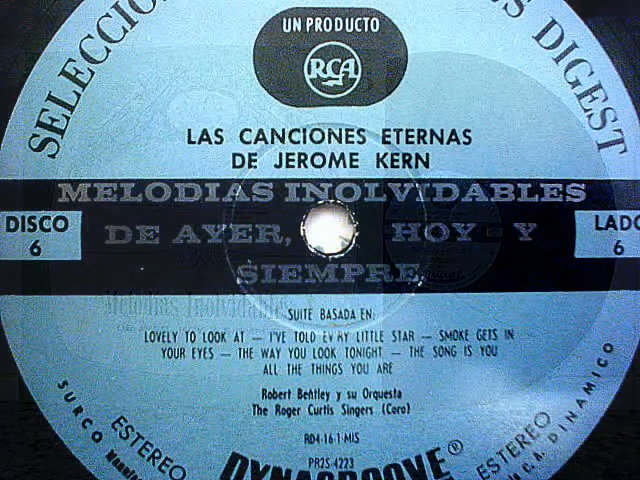 SELECCIO
S DIGEST
UN PRODUCTO
RCA
LAS CANCIONES ETERNAS
DE JEROME KERN
MELODIAS INOLVIDABLES
DISCO
6
DE AYER, HOY Y
LADO
6
SIEMPRE
SUITE BASADA EN:
LOVELY TO LOOK AT — I'VE TOLD EV'RY LITTLE STAR — SMOKE GETS IN
YOUR EYES — THE WAY YOU LOOK TONIGHT — THE SONG IS YOU
ALL THE THINGS YOU ARE
Robert Bentley y su Orquesta
The Roger Curtis Singers (Coro)
RD4-16-1-MIS
PR2S-4223
SURCO
DINAMICO
ESTEREO
ESTEREO
DYNAGROOVE®